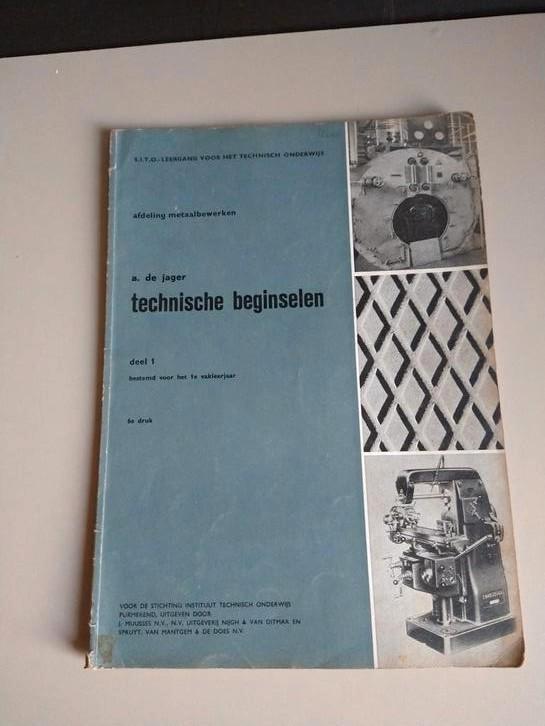 S.I.T.O.-LEERGANG VOOR HET TECHNISCH ONDERWIJS
afdeling metaalbewerken
a. de jager
technische beginselen
deel 1
bestemd voor het 1e vakleerjaar
6e druk
VOOR DE STICHTING INSTITUUT TECHNISCH ONDERWIJS
PURMEREND, UITGEVEN DOOR
J. MUUSSES N.V., N.V. UITGEVERIJ NIJGH & VAN DITMAR EN
SPRUYT, VAN MANTGEM & DE DOES N.V.